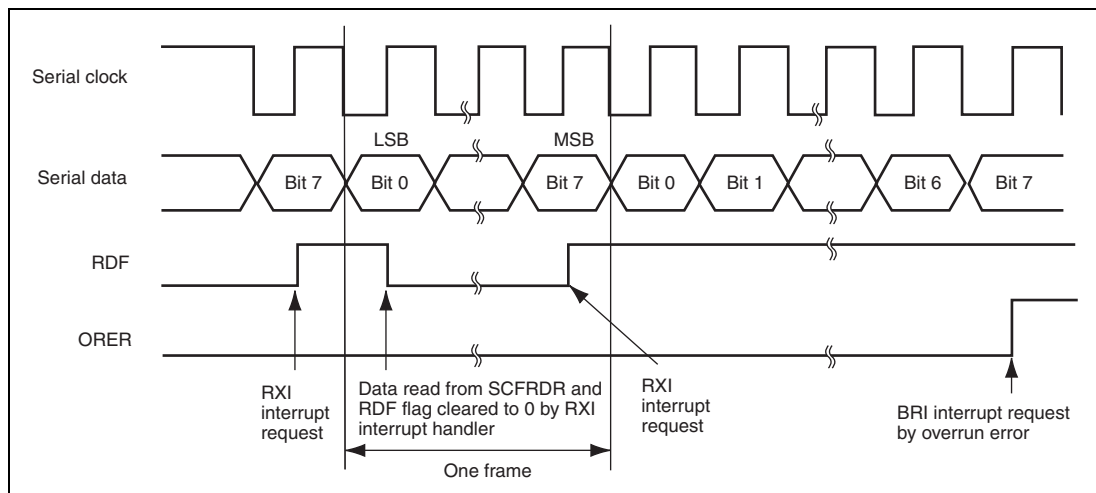 Serial clock
LSB
MSB
Serial data
Bit 7
Bit 0
Bit 7
Bit 0
Bit 1
Bit 6
Bit 7
RDF
ORER
RXI
interrupt
request
Data read from SCFRDR and
RDF flag cleared to 0 by RXI
interrupt handler
RXI
interrupt
request
BRI interrupt request
by overrun error
One frame